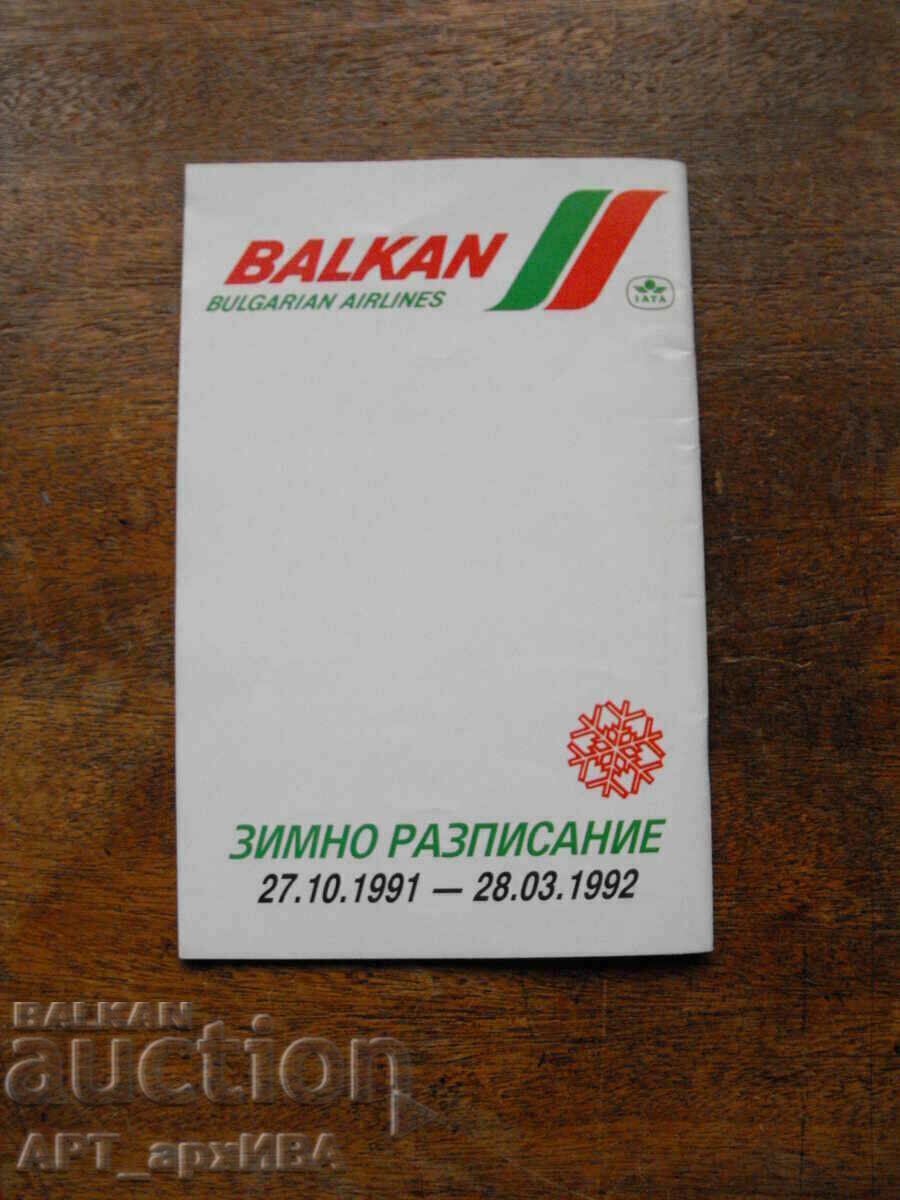 BALKAN
BULGARIAN AIRLINES
IATA
ЗИМНО РАЗПИСАНИЕ
27.10.1991 — 28.03.1992
BALKAN
auction
АРТ_архИВА